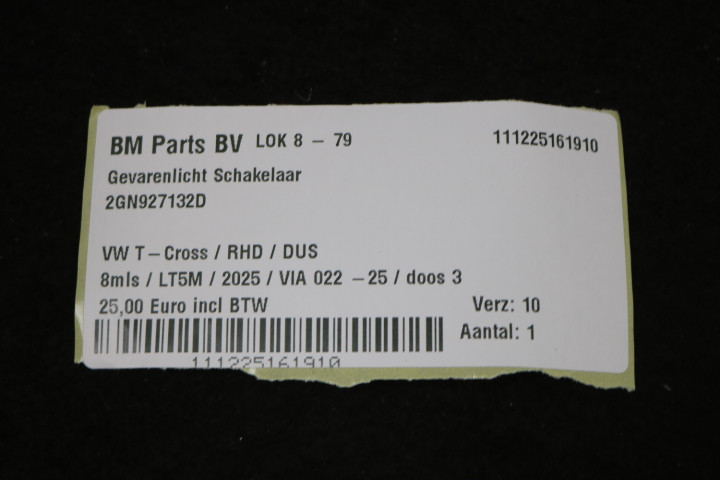 BM Parts BV LOK 8 - 79 111225161910
Gevarenlicht Schakelaar
2GN927132D
VW T-Cross / RHD / DUS
8mls / LT5M / 2025 / VIA 022 -25 / doos 3
25,00 Euro incl BTW Verz: 10
Aantal: 1
111225161910